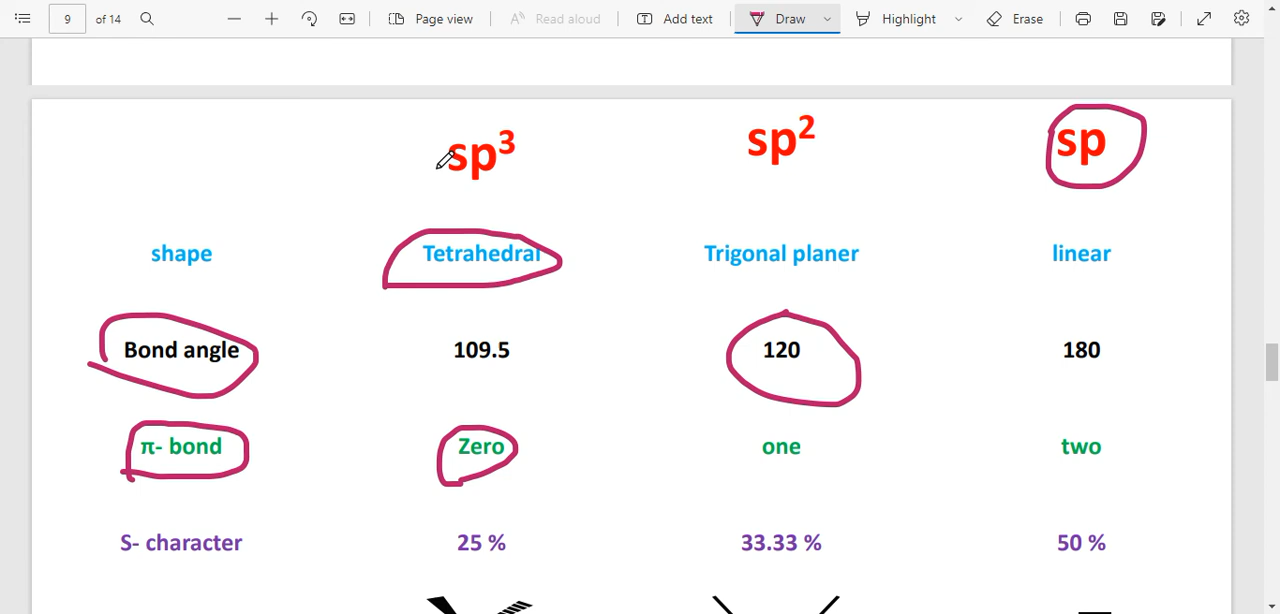 9 of 14 Page view Read aloud Add text Draw Highlight Erase
sp³ sp² sp
shape Tetrahedral Trigonal planer linear
Bond angle 109.5 120 180
π- bond Zero one two
S- character 25 % 33.33 % 50 %